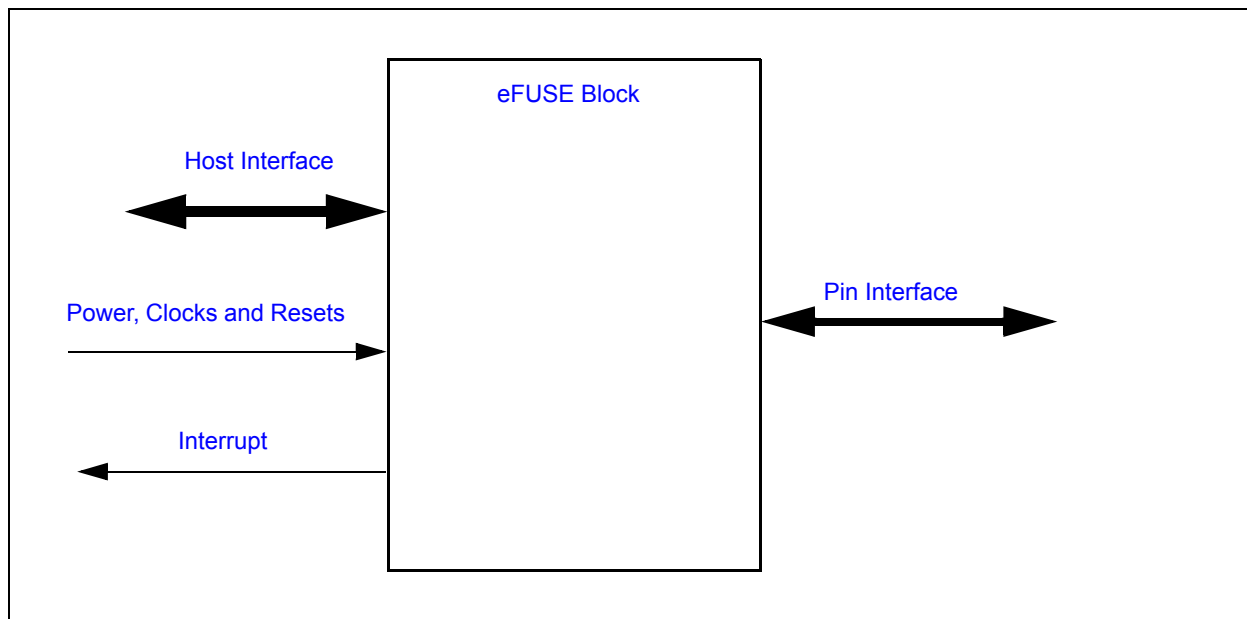 eFUSE Block
Host Interface
Pin Interface
Power, Clocks and Resets
Interrupt